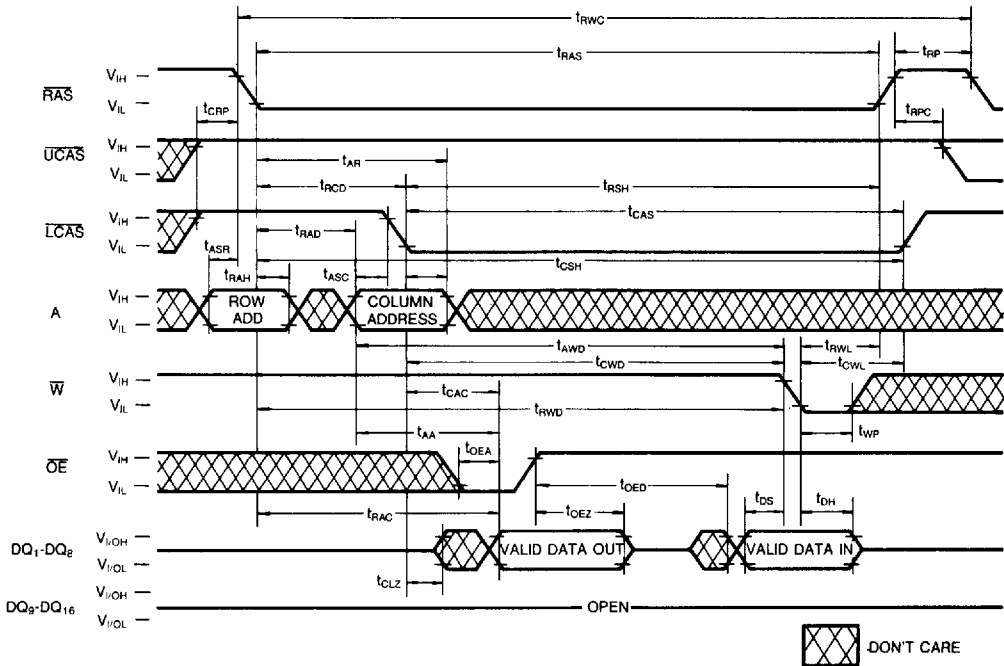 tRWC
tRAS
tRP
RAS
VIH
VIL
tCRP
tRPC
UCAS
VIH
VIL
tAR
tRCD
tRSH
LCAS
VIH
VIL
tCAS
tRAD
tASR
tCSH
tRAH
tASC
A
VIH
VIL
ROW
ADD
COLUMN
ADDRESS
tAWD
tRWL
tCWD
tCWL
W
VIH
VIL
tCAC
tRWD
tAA
tWP
OE
VIH
VIL
tOEA
tOED
tRAC
tOEZ
tDS
tDH
DQ1-DQ8
VI/OH
VI/OL
VALID DATA OUT
VALID DATA IN
tCLZ
DQ9-DQ16
VI/OH
VI/OL
OPEN
DON'T CARE